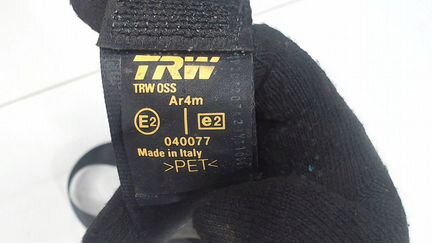 TRW
TRW OSS
Ar4m
E2 e2
040077
Made in Italy
>PET<